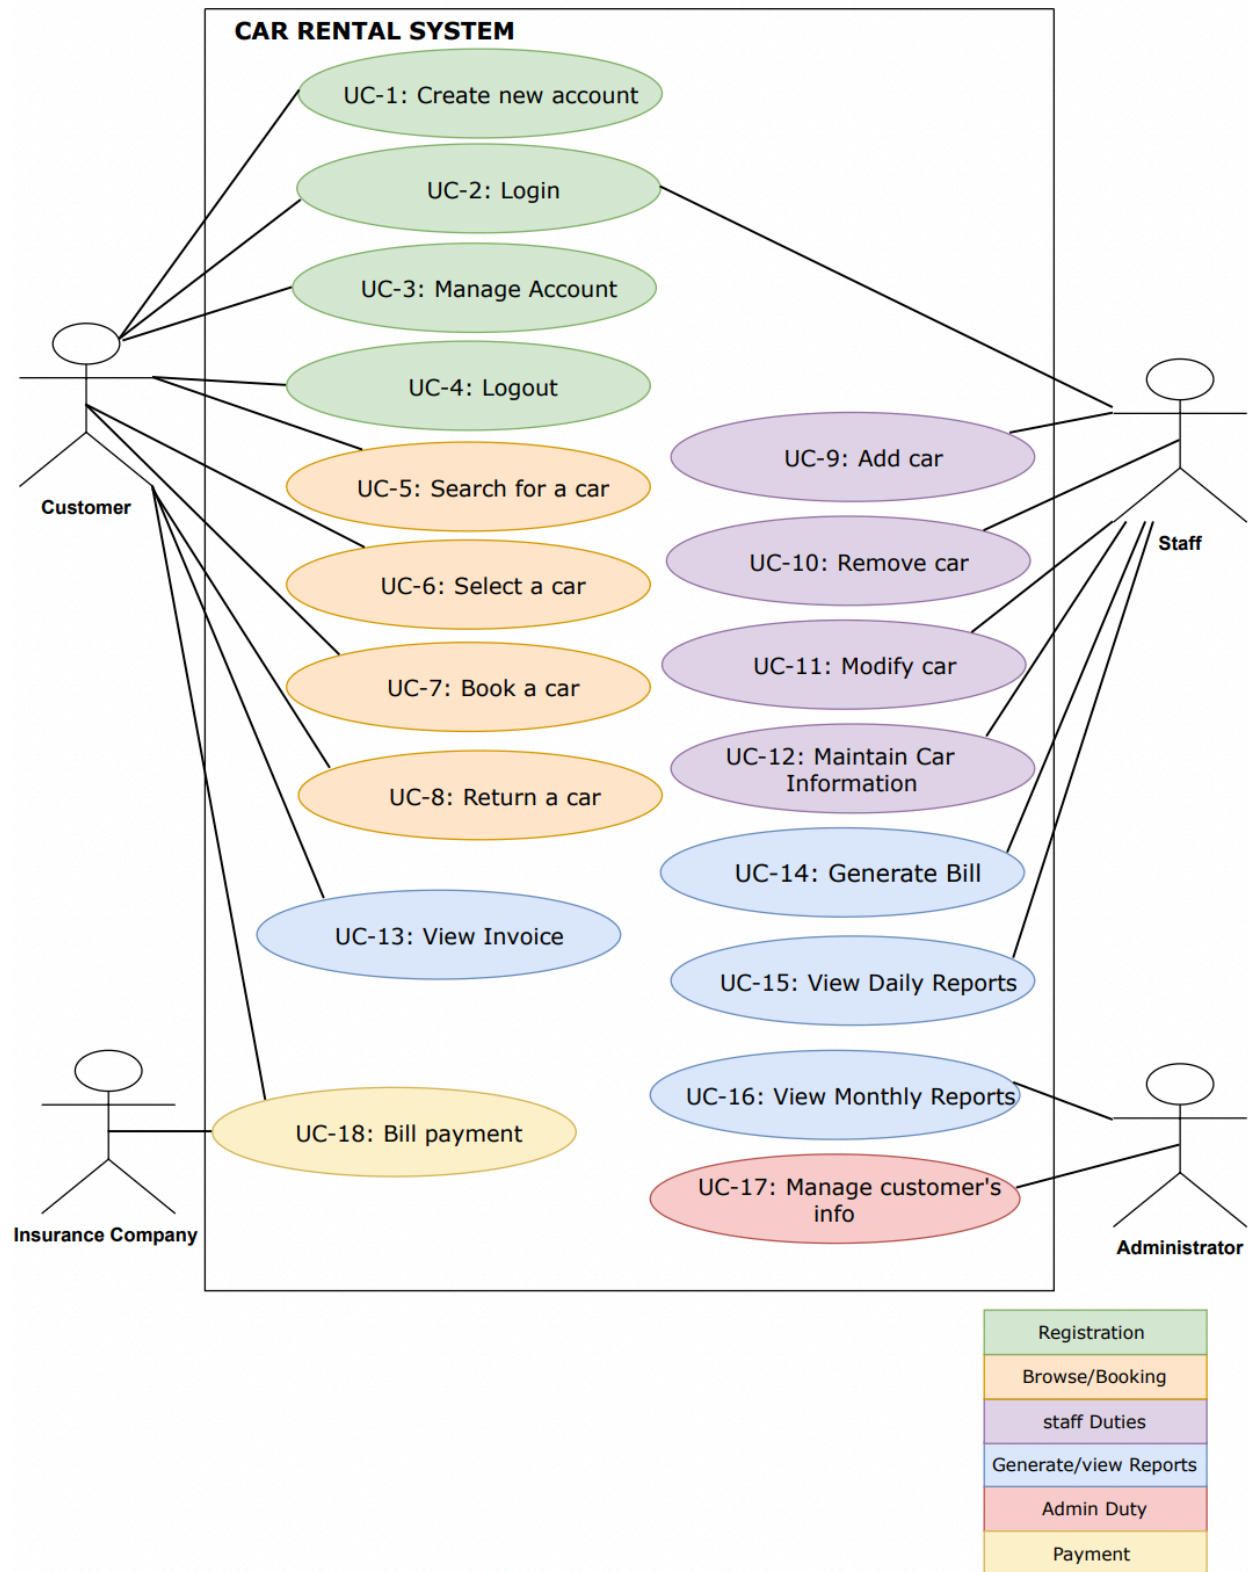 CAR RENTAL SYSTEM
UC-1: Create new account
UC-2: Login
UC-3: Manage Account
UC-4: Logout
UC-5: Search for a car
UC-6: Select a car
UC-7: Book a car
UC-8: Return a car
UC-13: View Invoice
UC-18: Bill payment
UC-9: Add car
UC-10: Remove car
UC-11: Modify car
UC-12: Maintain Car
Information
UC-14: Generate Bill
UC-15: View Daily Reports
UC-16: View Monthly Reports
UC-17: Manage customer's
info
Customer
Insurance Company
Staff
Administrator
Registration
Browse/Booking
staff Duties
Generate/view Reports
Admin Duty
Payment